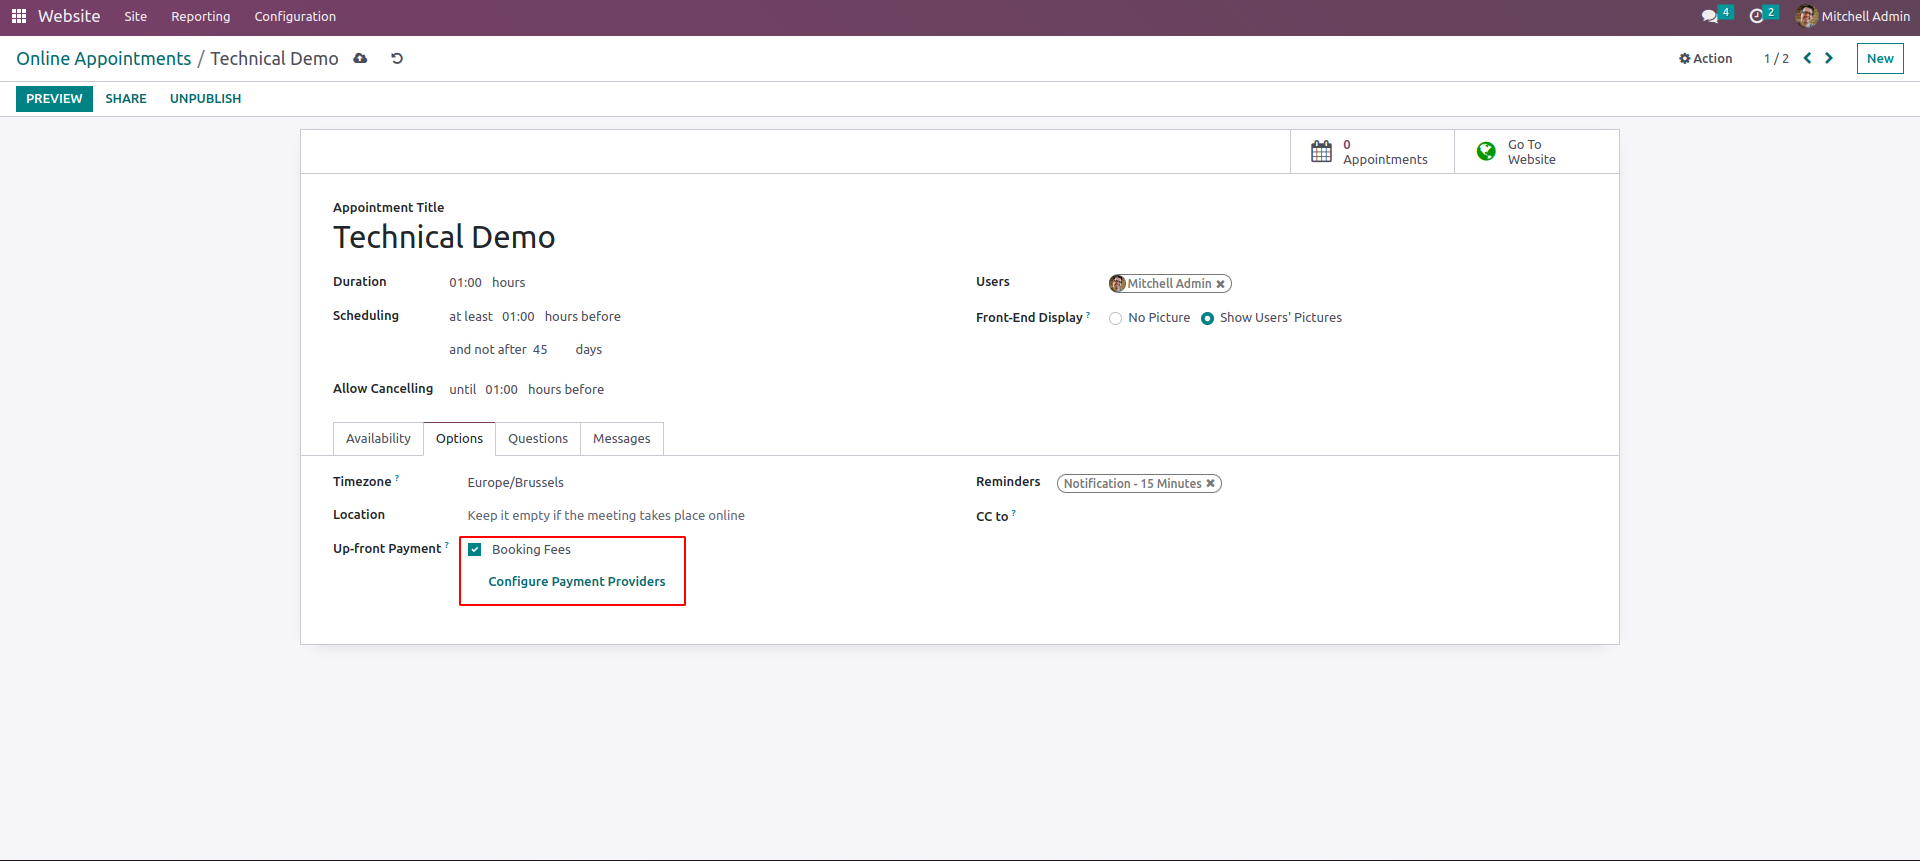 Website Site Reporting Configuration 4 2 Mitchell Admin
Online Appointments / Technical Demo Action 1 / 2 New
PREVIEW SHARE UNPUBLISH
0 Appointments
Go To Website
Appointment Title
Technical Demo
Duration 01:00 hours
Users Mitchell Admin ✖
Scheduling at least 01:00 hours before
Front-End Display ? No Picture Show Users' Pictures
and not after 45 days
Allow Cancelling until 01:00 hours before
Availability Options Questions Messages
Timezone ? Europe/Brussels
Reminders Notification - 15 Minutes ✖
Location Keep it empty if the meeting takes place online
CC to ?
Up-front Payment ? Booking Fees
Configure Payment Providers